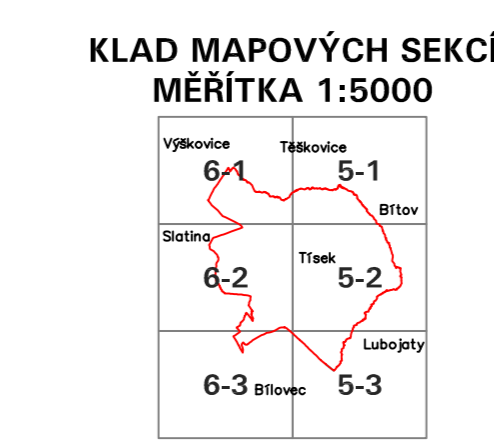 KLAD MAPOVÝCH SEKCÍ
MĚŘÍTKA 1:5000
Výškovice
Těškovice
6-1
5-1
Bítov
Slatina
Tísek
6-2
5-2
Lubojaty
6-3
Bílovec
5-3